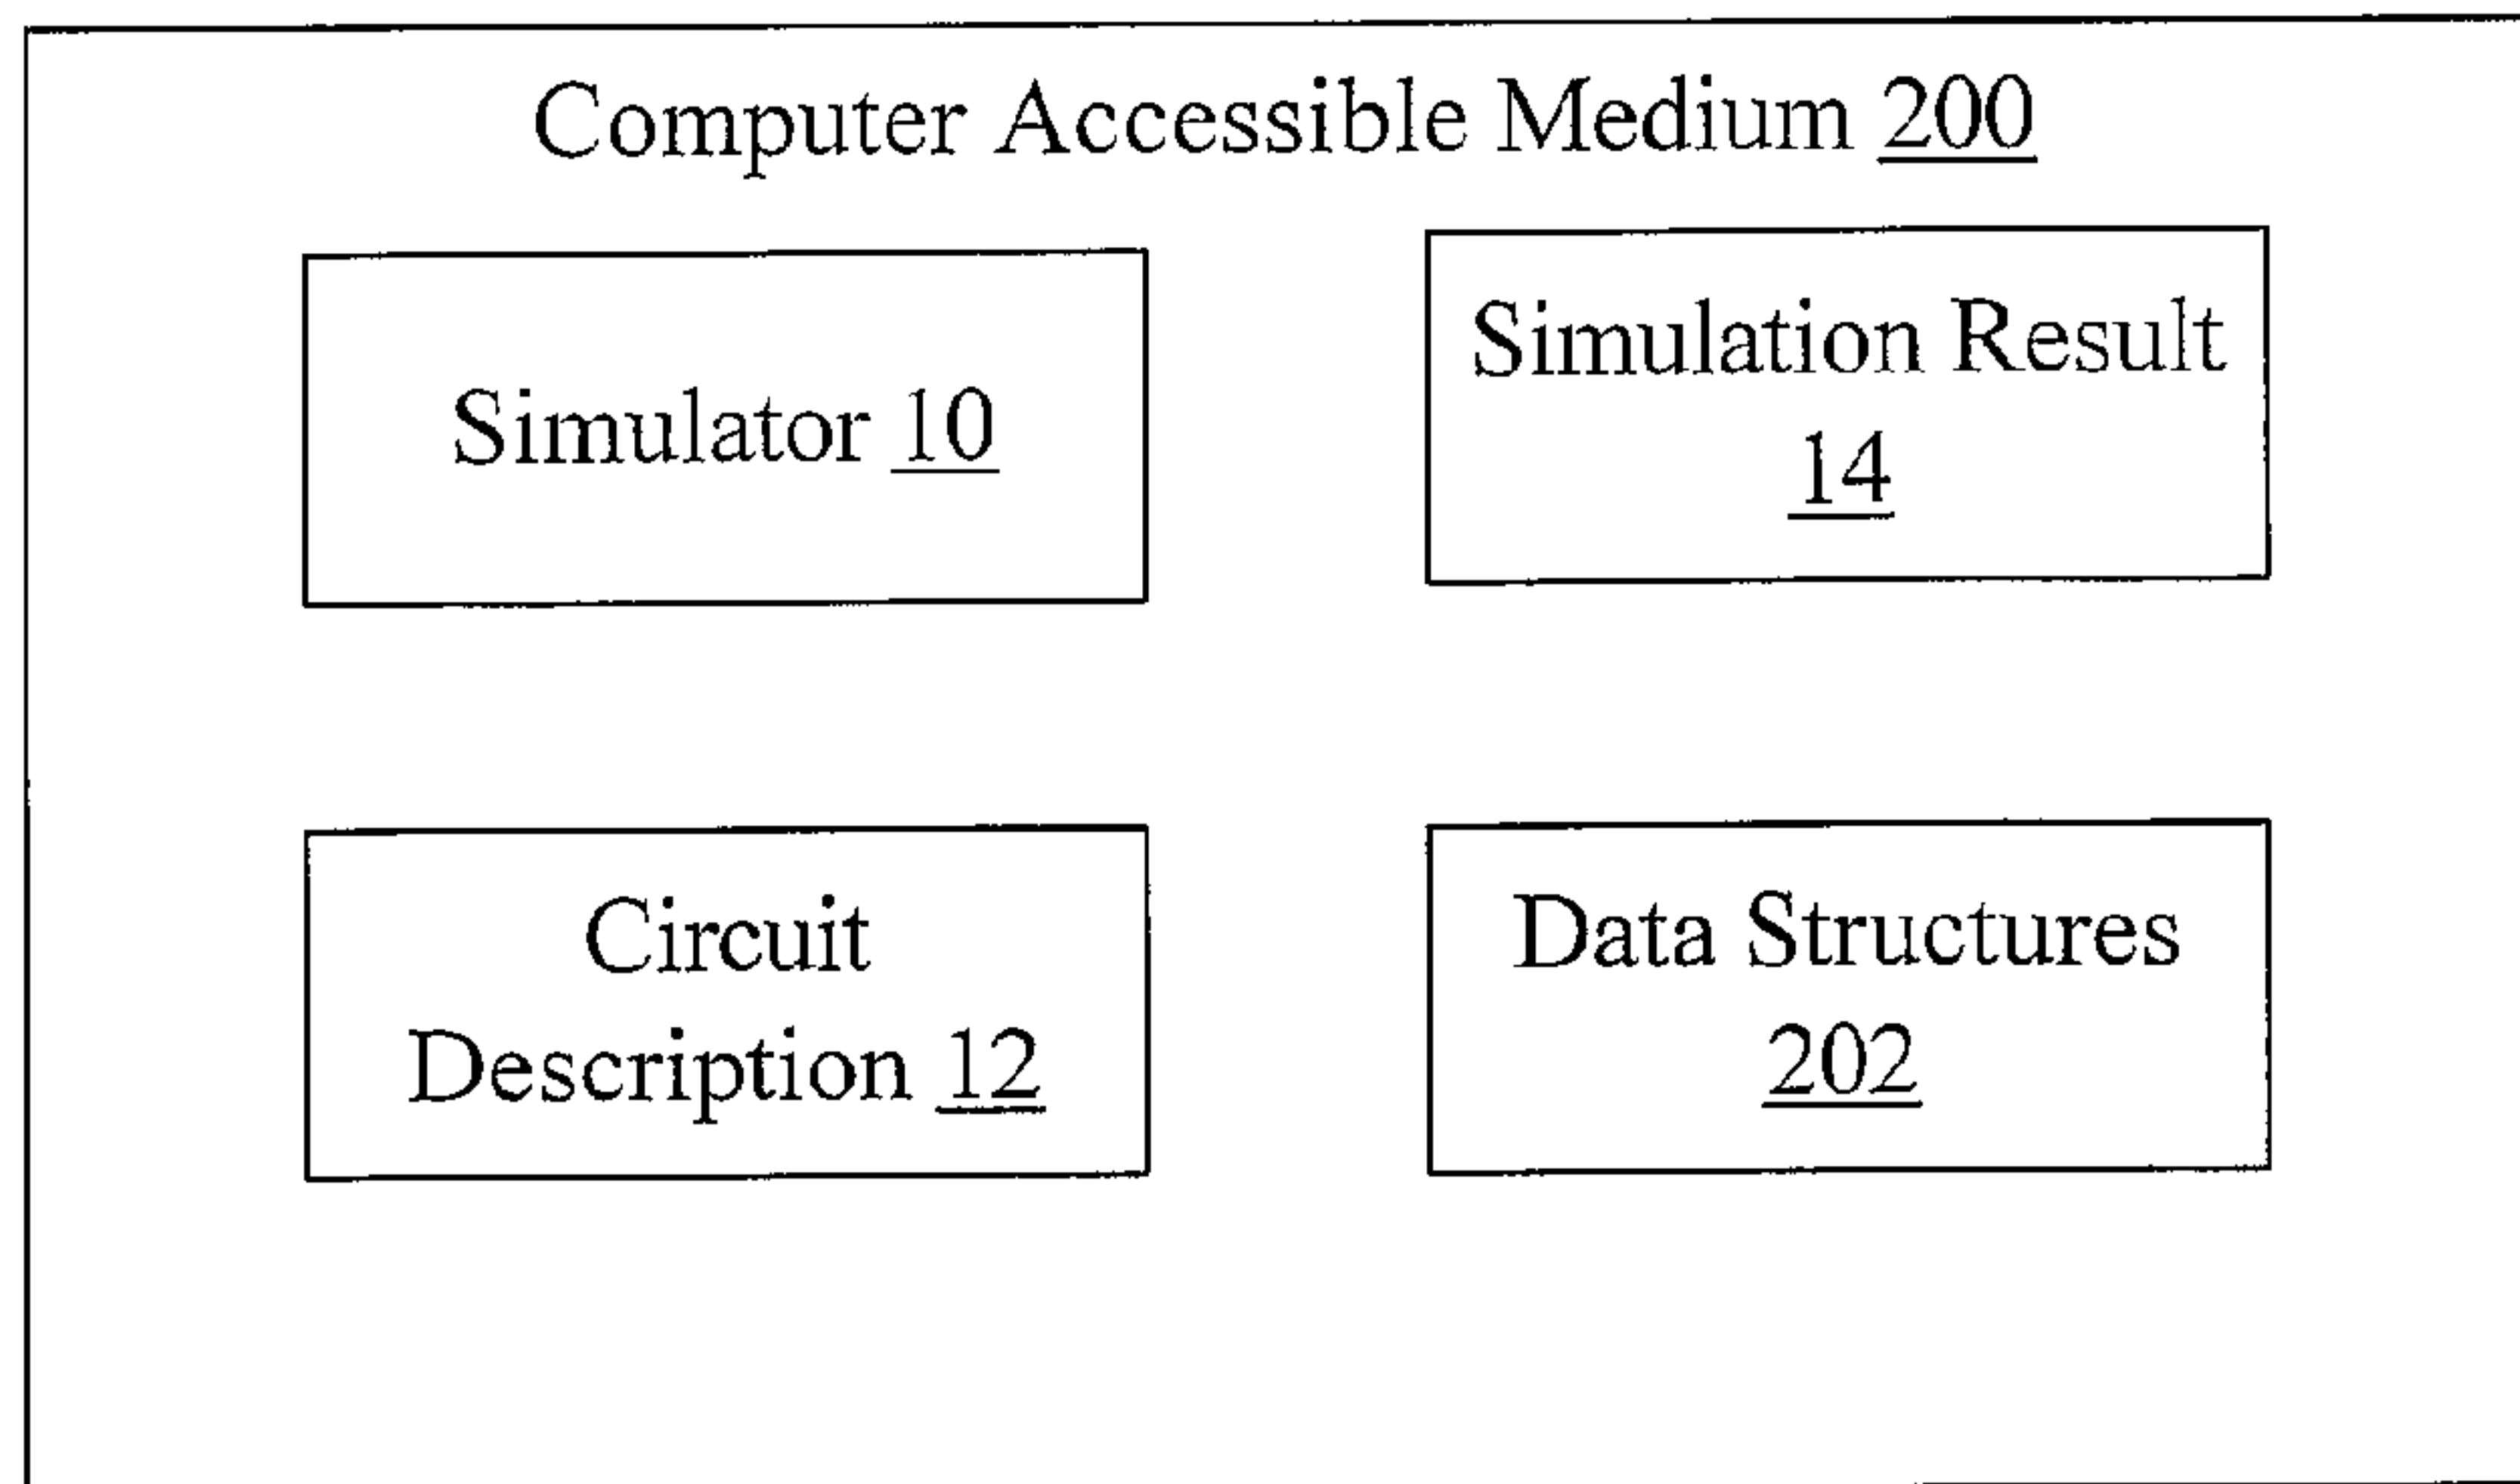 Computer Accessible Medium 200
Simulator 10
Simulation Result
14
Circuit
Description 12
Data Structures
202